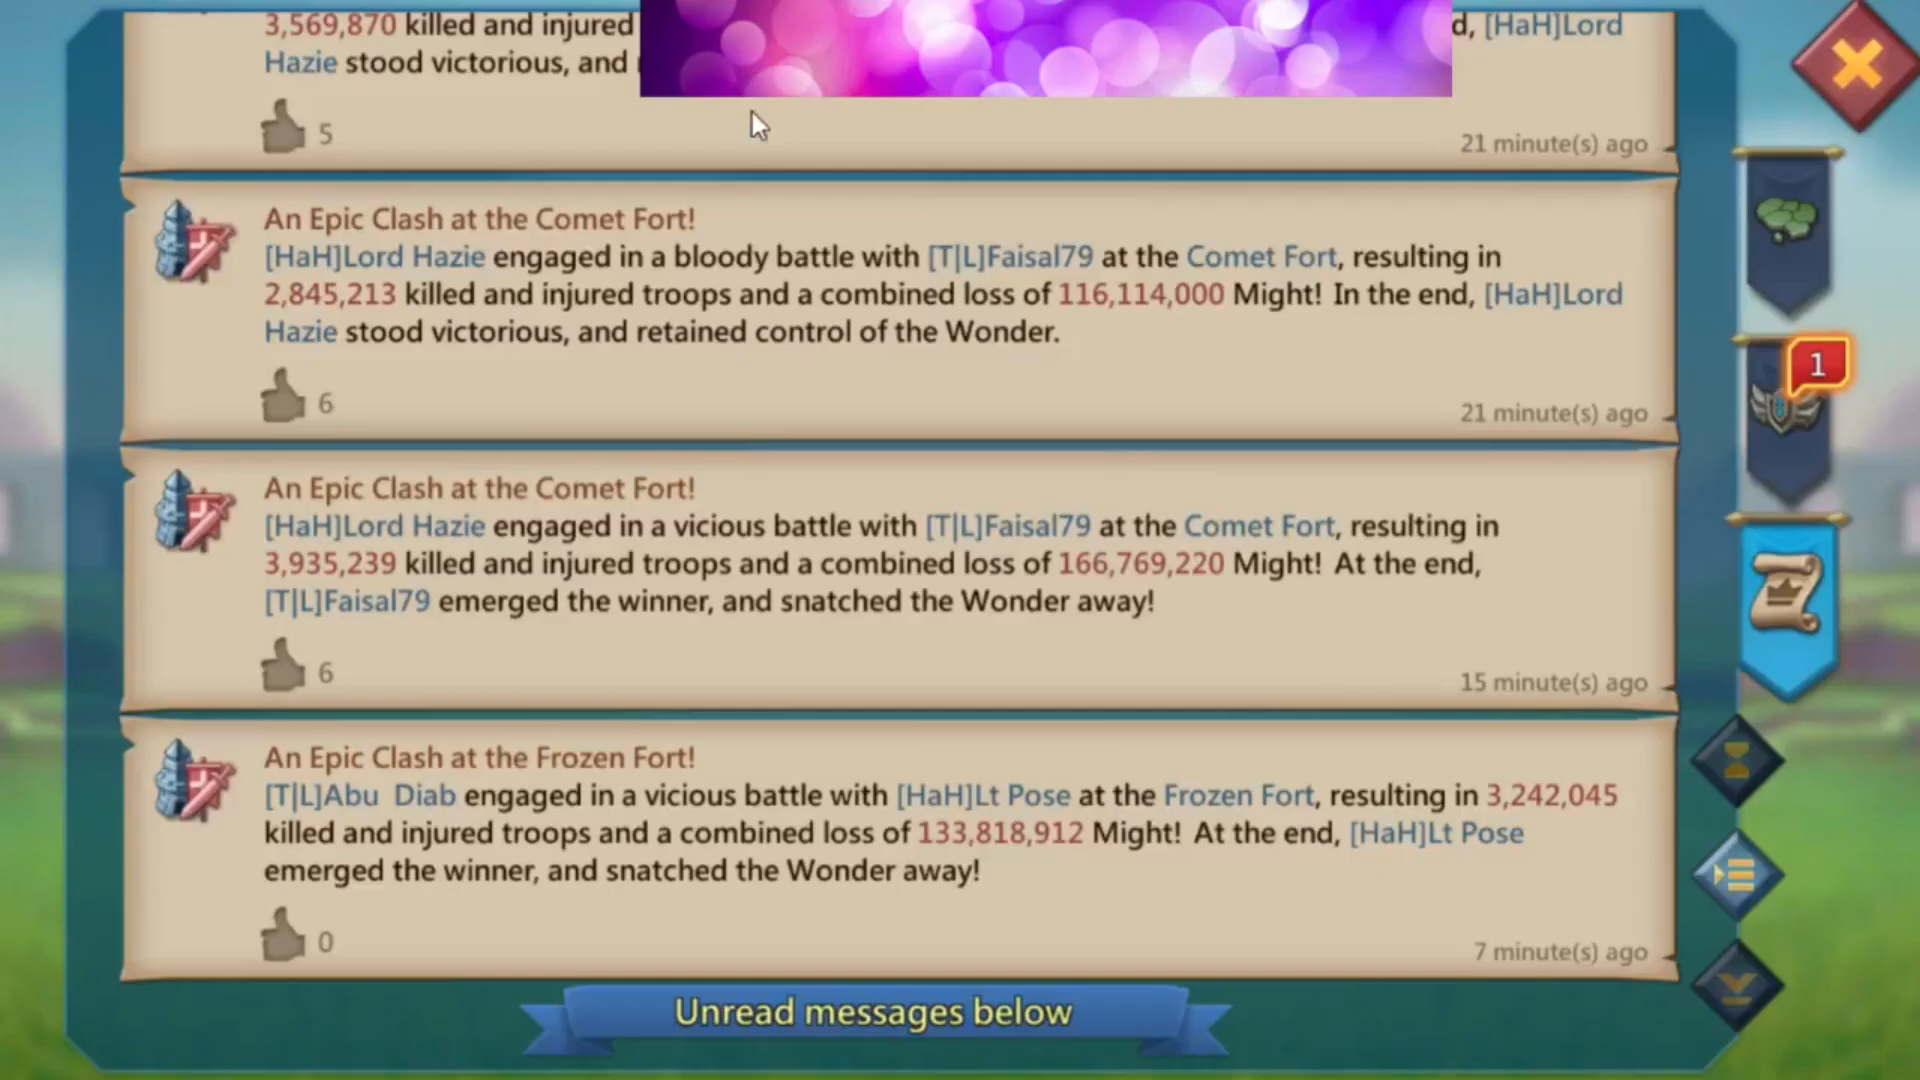 3,569,870 killed and injured
d, [HaH]Lord
Hazie stood victorious, and
5
21 minute(s) ago
An Epic Clash at the Comet Fort!
[HaH]Lord Hazie engaged in a bloody battle with [T|L]Faisal79 at the Comet Fort, resulting in
2,845,213 killed and injured troops and a combined loss of 116,114,000 Might! In the end, [HaH]Lord
Hazie stood victorious, and retained control of the Wonder.
6
21 minute(s) ago
1
An Epic Clash at the Comet Fort!
[HaH]Lord Hazie engaged in a vicious battle with [T|L]Faisal79 at the Comet Fort, resulting in
3,935,239 killed and injured troops and a combined loss of 166,769,220 Might! At the end,
[T|L]Faisal79 emerged the winner, and snatched the Wonder away!
6
15 minute(s) ago
An Epic Clash at the Frozen Fort!
[T|L]Abu  Diab engaged in a vicious battle with [HaH]Lt Pose at the Frozen Fort, resulting in 3,242,045
killed and injured troops and a combined loss of 133,818,912 Might! At the end, [HaH]Lt Pose
emerged the winner, and snatched the Wonder away!
0
7 minute(s) ago
Unread messages below